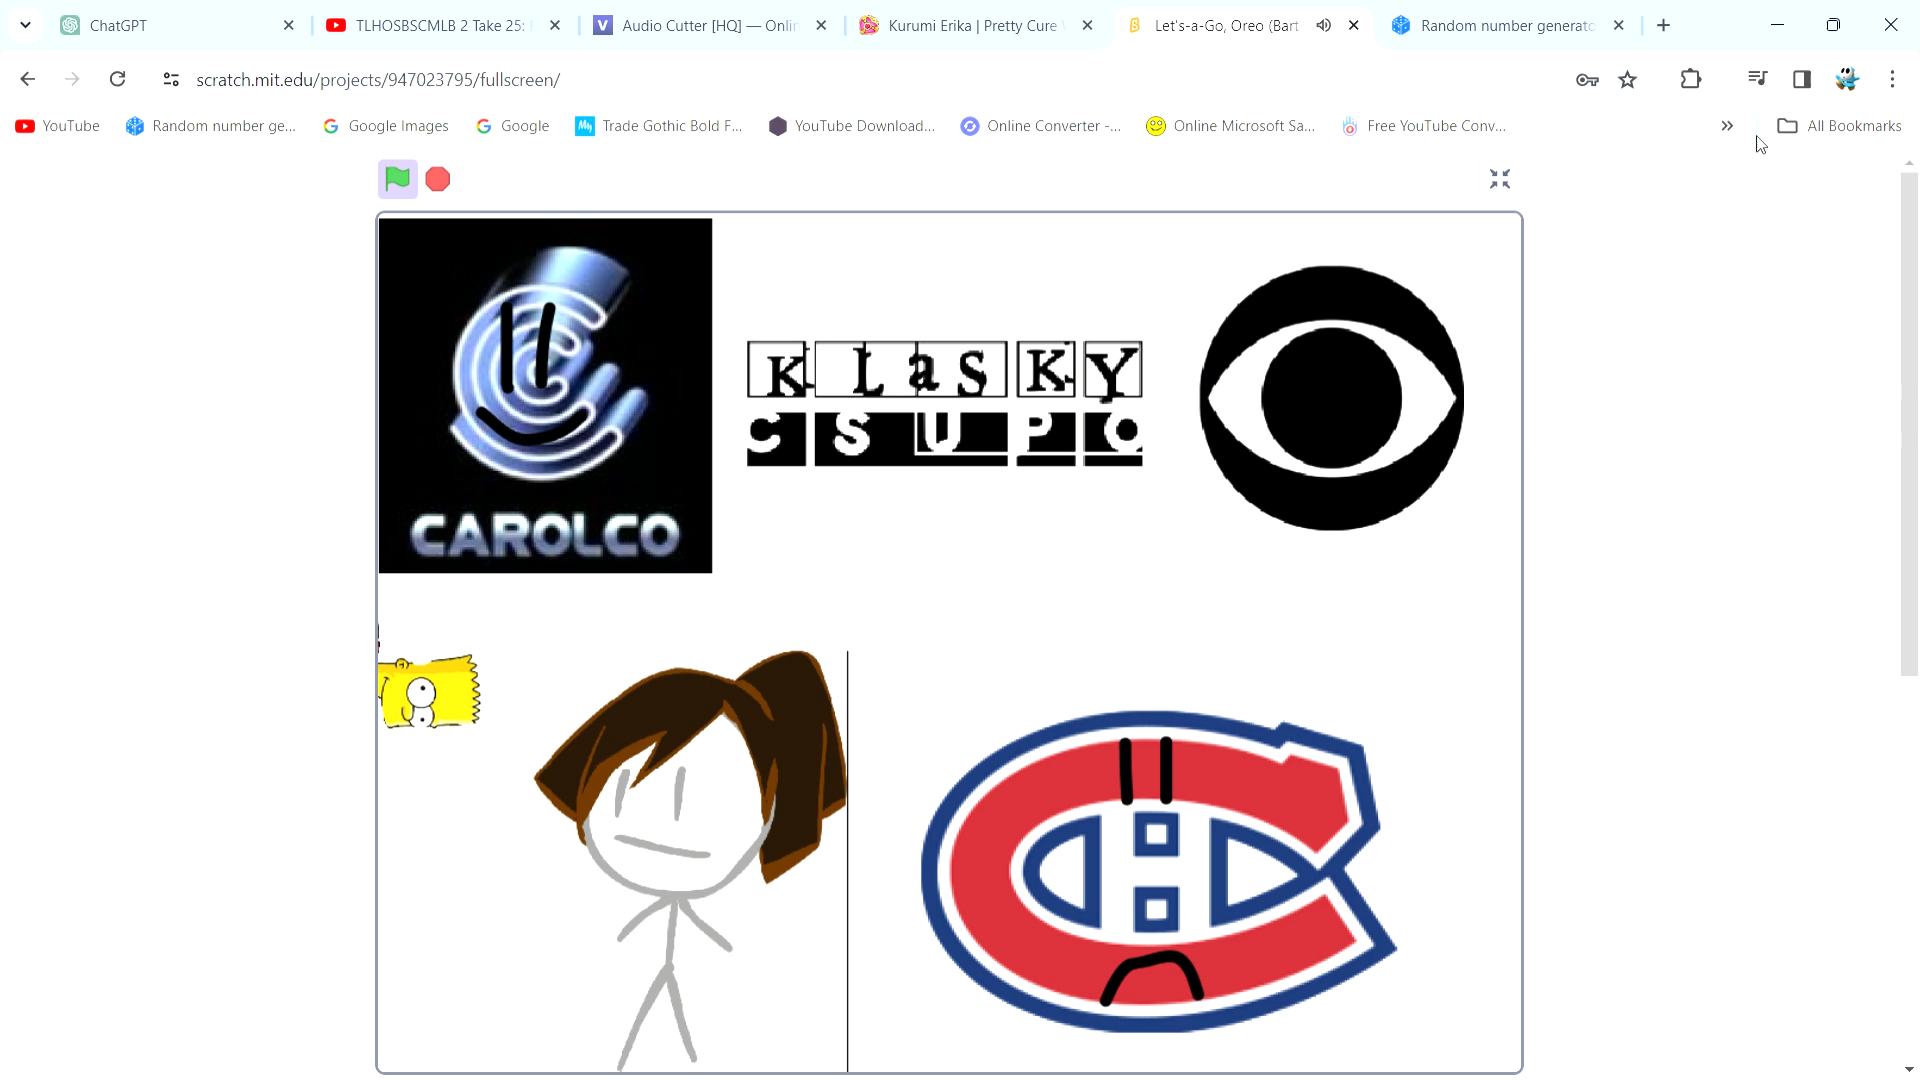 ChatGPT
TLHOSBSCMLB 2 Take 25:
Audio Cutter [HQ] — Onlin
Kurumi Erika | Pretty Cure
Let's-a-Go, Oreo (Bart
Random number generato
scratch.mit.edu/projects/947023795/fullscreen/
YouTube
Random number ge...
Google Images
Google
Trade Gothic Bold F...
YouTube Download...
Online Converter -...
Online Microsoft Sa...
Free YouTube Conv...
All Bookmarks
KLaSKY
CSUPO
CAROLCO